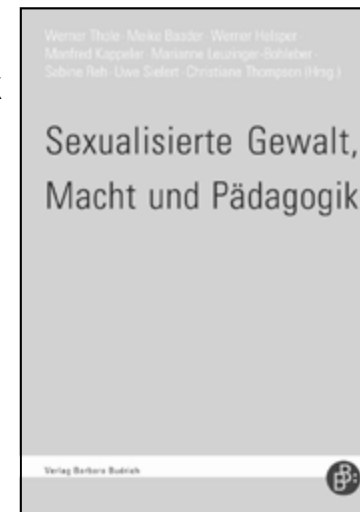 Werner Thole · Meike Baader · Werner Helsper ·
Manfred Kappeler · Marianne Leuzinger-Bohleber ·
Sabine Reh · Uwe Sielert · Christiane Thompson (Hrsg.)
Sexualisierte Gewalt,
Macht und Pädagogik
Verlag Barbara Budrich